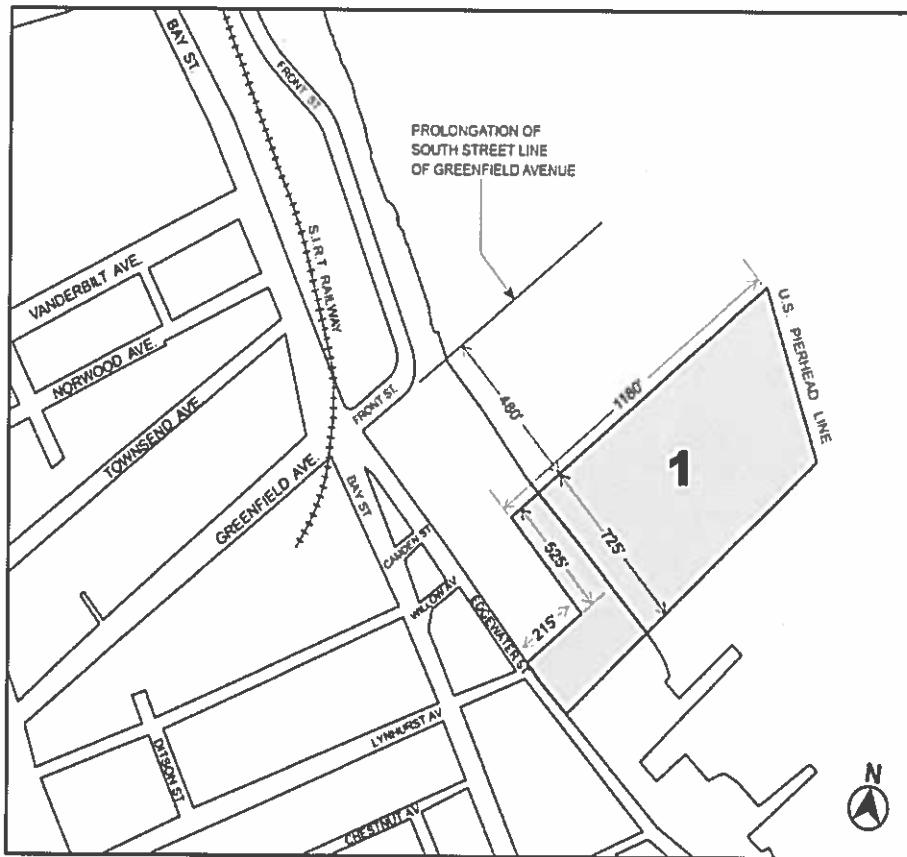 BAY ST.
FRONT ST
PROLONGATION OF
SOUTH STREET LINE
OF GREENFIELD AVENUE
S.I.R.T RAILWAY
VANDERBILT AVE.
NORWOOD AVE.
TOWNSEND AVE.
GREENFIELD AVE.
FRONT ST.
U.S. PIERHEAD LINE
1180'
480'
1
725'
525'
215'
BAY ST
CAMDEN ST
WILLOW AV
EDGEWATER ST
LYNHURST AV
DITSON ST.
CHESTNUT AV
N